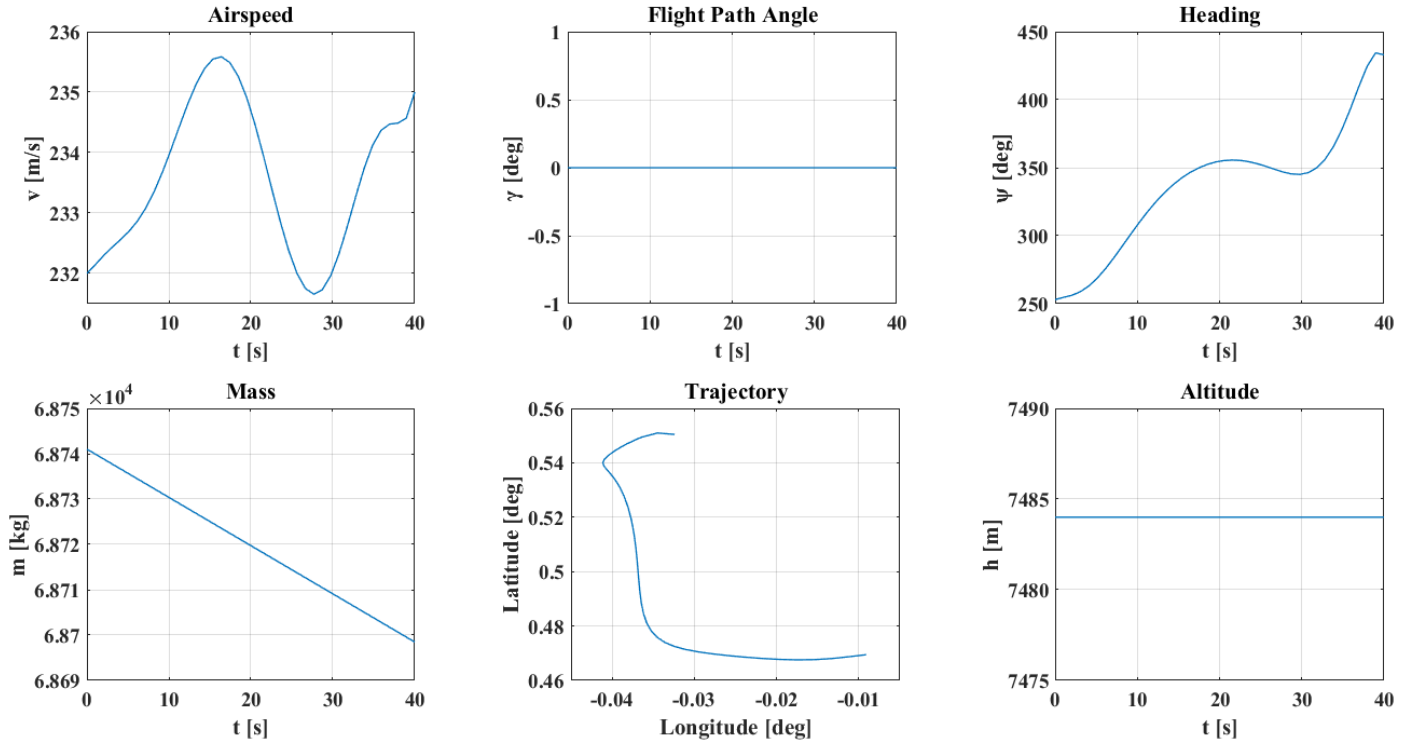 Airspeed
236
235
234
233
232
v [m/s]
0 10 20 30 40
t [s]
Flight Path Angle
1
0.5
0
-0.5
-1
γ [deg]
0 10 20 30 40
t [s]
Heading
450
400
350
300
250
ψ [deg]
0 10 20 30 40
t [s]
Mass
×10⁴
6.875
6.874
6.873
6.872
6.871
6.87
6.869
m [kg]
0 10 20 30 40
t [s]
Trajectory
0.56
0.54
0.52
0.5
0.48
0.46
Latitude [deg]
-0.04 -0.03 -0.02 -0.01
Longitude [deg]
Altitude
7490
7485
7480
7475
h [m]
0 10 20 30 40
t [s]